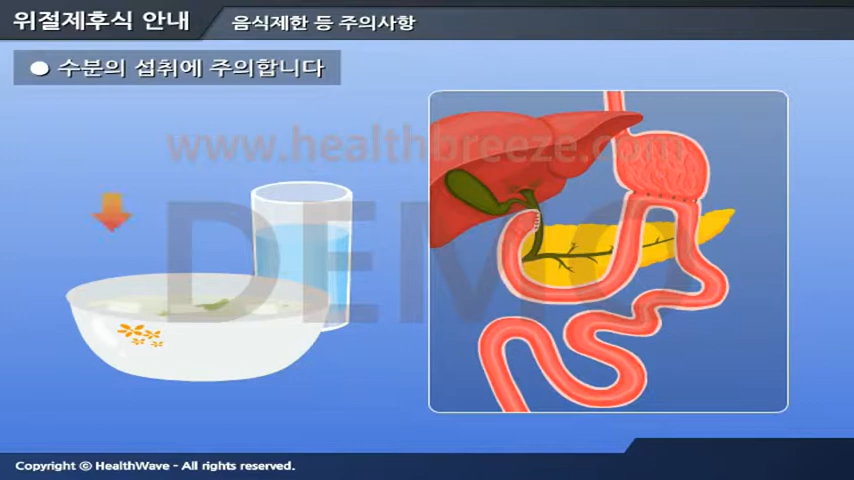 위절제후식 안내
음식제한 등 주의사항
● 수분의 섭취에 주의합니다
www.healthbreeze.com
DEMO
Copyright ⓒ HealthWave - All rights reserved.